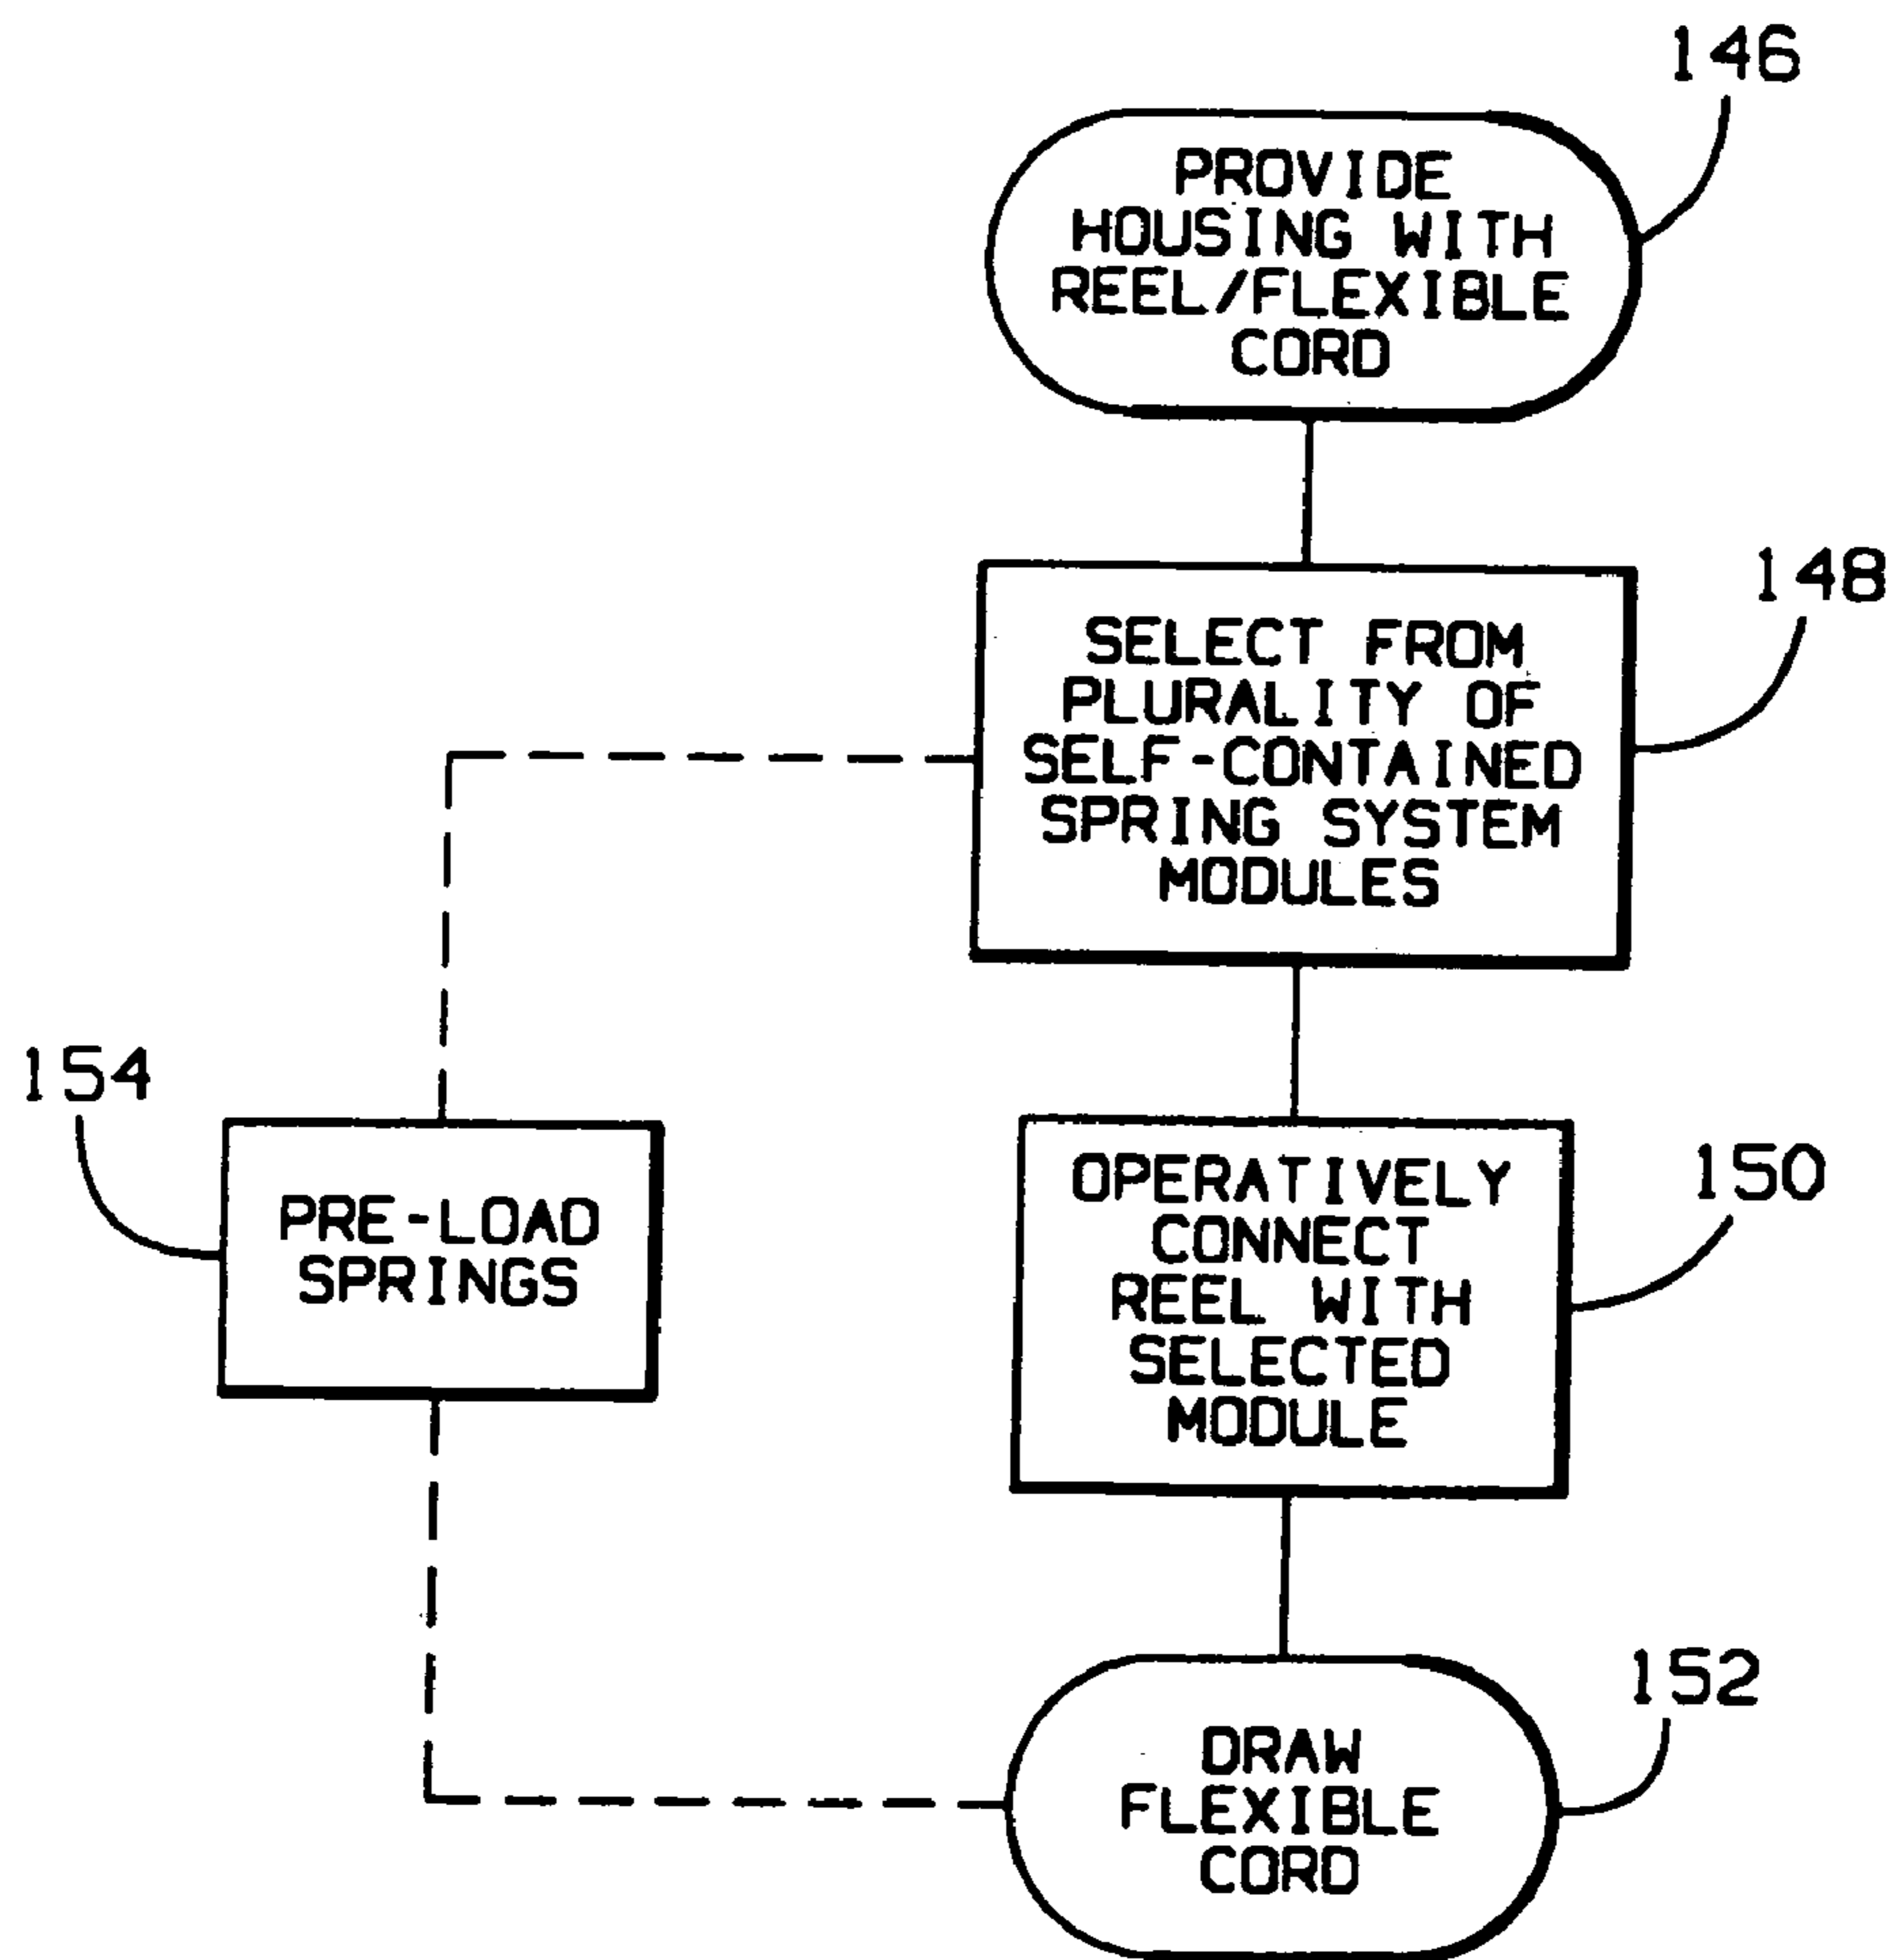 146
PROVIDE
HOUSING WITH
REEL/FLEXIBLE
CORD
148
SELECT FROM
PLURALITY OF
SELF-CONTAINED
SPRING SYSTEM
MODULES
154
PRE-LOAD
SPRINGS
150
OPERATIVELY
CONNECT
REEL WITH
SELECTED
MODULE
152
DRAW
FLEXIBLE
CORD